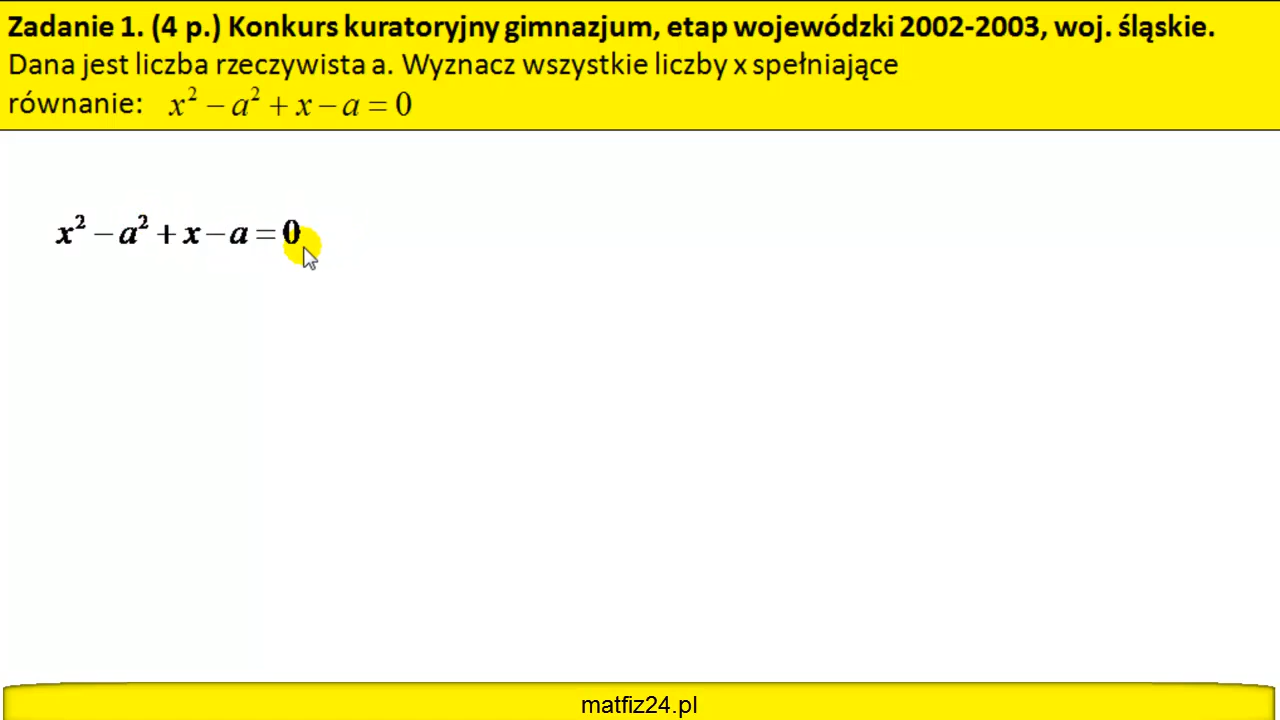 Zadanie 1. (4 p.) Konkurs kuratoryjny gimnazjum, etap wojewódzki 2002-2003, woj. śląskie.
Dana jest liczba rzeczywista a. Wyznacz wszystkie liczby x spełniające
równanie: x² − a² + x − a = 0
x² − a² + x − a = 0
matfiz24.pl